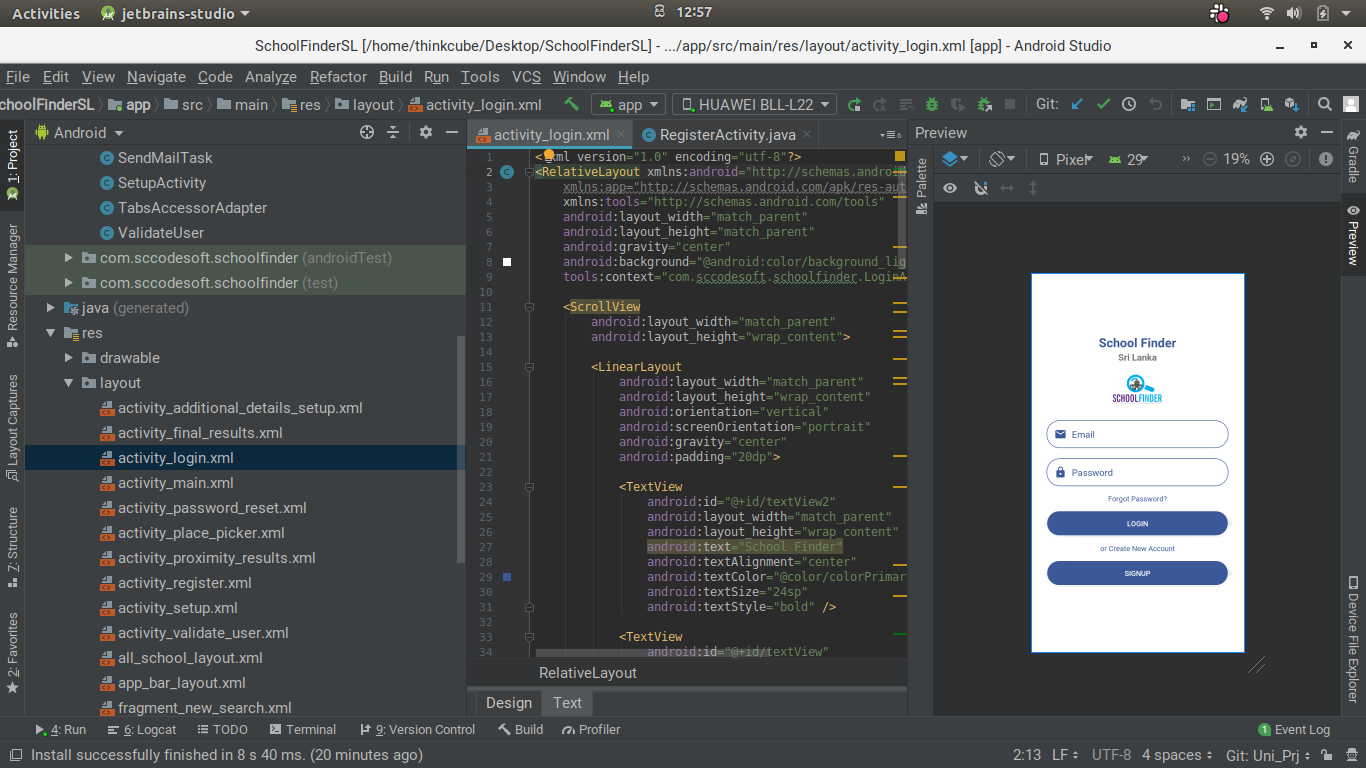 Activities jetbrains-studio 12:57
SchoolFinderSL [/home/thinkcube/Desktop/SchoolFinderSL] - .../app/src/main/res/layout/activity_login.xml [app] - Android Studio
File Edit View Navigate Code Analyze Refactor Build Run Tools VCS Window Help
choolFinderSL app src main res layout activity_login.xml app HUAWEI BLL-L22 Git:
Android
activity_login.xml RegisterActivity.java
Preview
1: Project
Resource Manager
Layout Captures
7: Structure
2: Favorites
SendMailTask
SetupActivity
TabsAccessorAdapter
ValidateUser
com.sccodesoft.schoolfinder (androidTest)
com.sccodesoft.schoolfinder (test)
java (generated)
res
drawable
layout
activity_additional_details_setup.xml
activity_final_results.xml
activity_login.xml
activity_main.xml
activity_password_reset.xml
activity_place_picker.xml
activity_proximity_results.xml
activity_register.xml
activity_setup.xml
activity_validate_user.xml
all_school_layout.xml
app_bar_layout.xml
fragment_new_search.xml
1 <?xml version="1.0" encoding="utf-8"?>
2 <RelativeLayout xmlns:android="http://schemas.androi
3 xmlns:app="http://schemas.android.com/apk/res-aut
4 xmlns:tools="http://schemas.android.com/tools"
5 android:layout_width="match_parent"
6 android:layout_height="match_parent"
7 android:gravity="center"
8 android:background="@android:color/background_lig
9 tools:context="com.sccodesoft.schoolfinder.LoginA
10
11 <ScrollView
12 android:layout_width="match_parent"
13 android:layout_height="wrap_content">
14
15 <LinearLayout
16 android:layout_width="match_parent"
17 android:layout_height="wrap_content"
18 android:orientation="vertical"
19 android:screenOrientation="portrait"
20 android:gravity="center"
21 android:padding="20dp">
22
23 <TextView
24 android:id="@+id/textView2"
25 android:layout_width="match_parent"
26 android:layout_height="wrap_content"
27 android:text="School Finder"
28 android:textAlignment="center"
29 android:textColor="@color/colorPrimar
30 android:textSize="24sp"
31 android:textStyle="bold" />
32
33 <TextView
34 android:id="@+id/textView"
RelativeLayout
Design Text
Palette
Pixel 29 19%
School Finder
Sri Lanka
SCHOOLFINDER
Email
Password
Forgot Password?
LOGIN
or Create New Account
SIGNUP
Gradle
Preview
Device File Explorer
4: Run 6: Logcat TODO Terminal 9: Version Control Build Profiler 1 Event Log
Install successfully finished in 8 s 40 ms. (20 minutes ago) 2:13 LF UTF-8 4 spaces Git: Uni_Prj